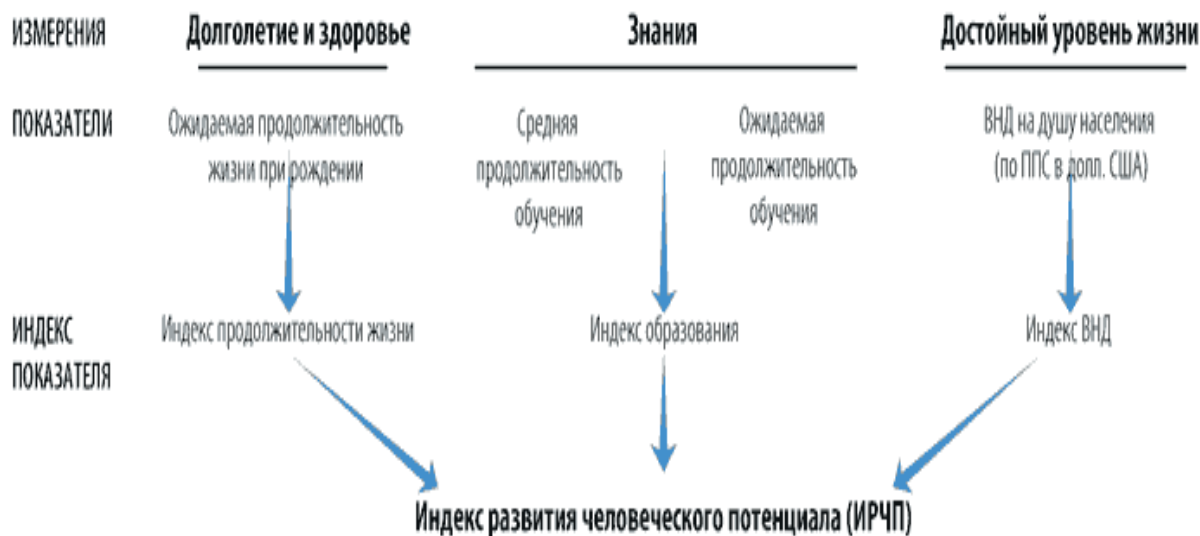 ИЗМЕРЕНИЯ
Долголетие и здоровье
Знания
Достойный уровень жизни
ПОКАЗАТЕЛИ
Ожидаемая продолжительность
жизни при рождении
Средняя
продолжительность
обучения
Ожидаемая
продолжительность
обучения
ВНД на душу населения
(по ППС в долл. США)
ИНДЕКС
ПОКАЗАТЕЛЯ
Индекс продолжительности жизни
Индекс образования
Индекс ВНД
Индекс развития человеческого потенциала (ИРЧП)